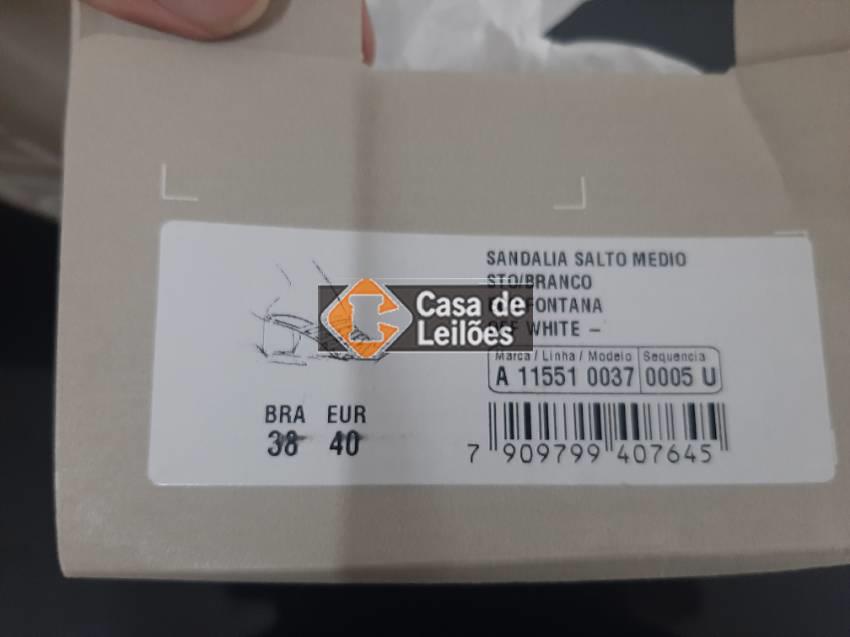 SANDALIA SALTO MEDIO
STO/BRANCO
FONTANA
WHITE –
Casa de
Leilões
Marca / Linha / Modelo Sequencia
A 11551 0037 0005 U
BRA EUR
38 40
7 909799 407645